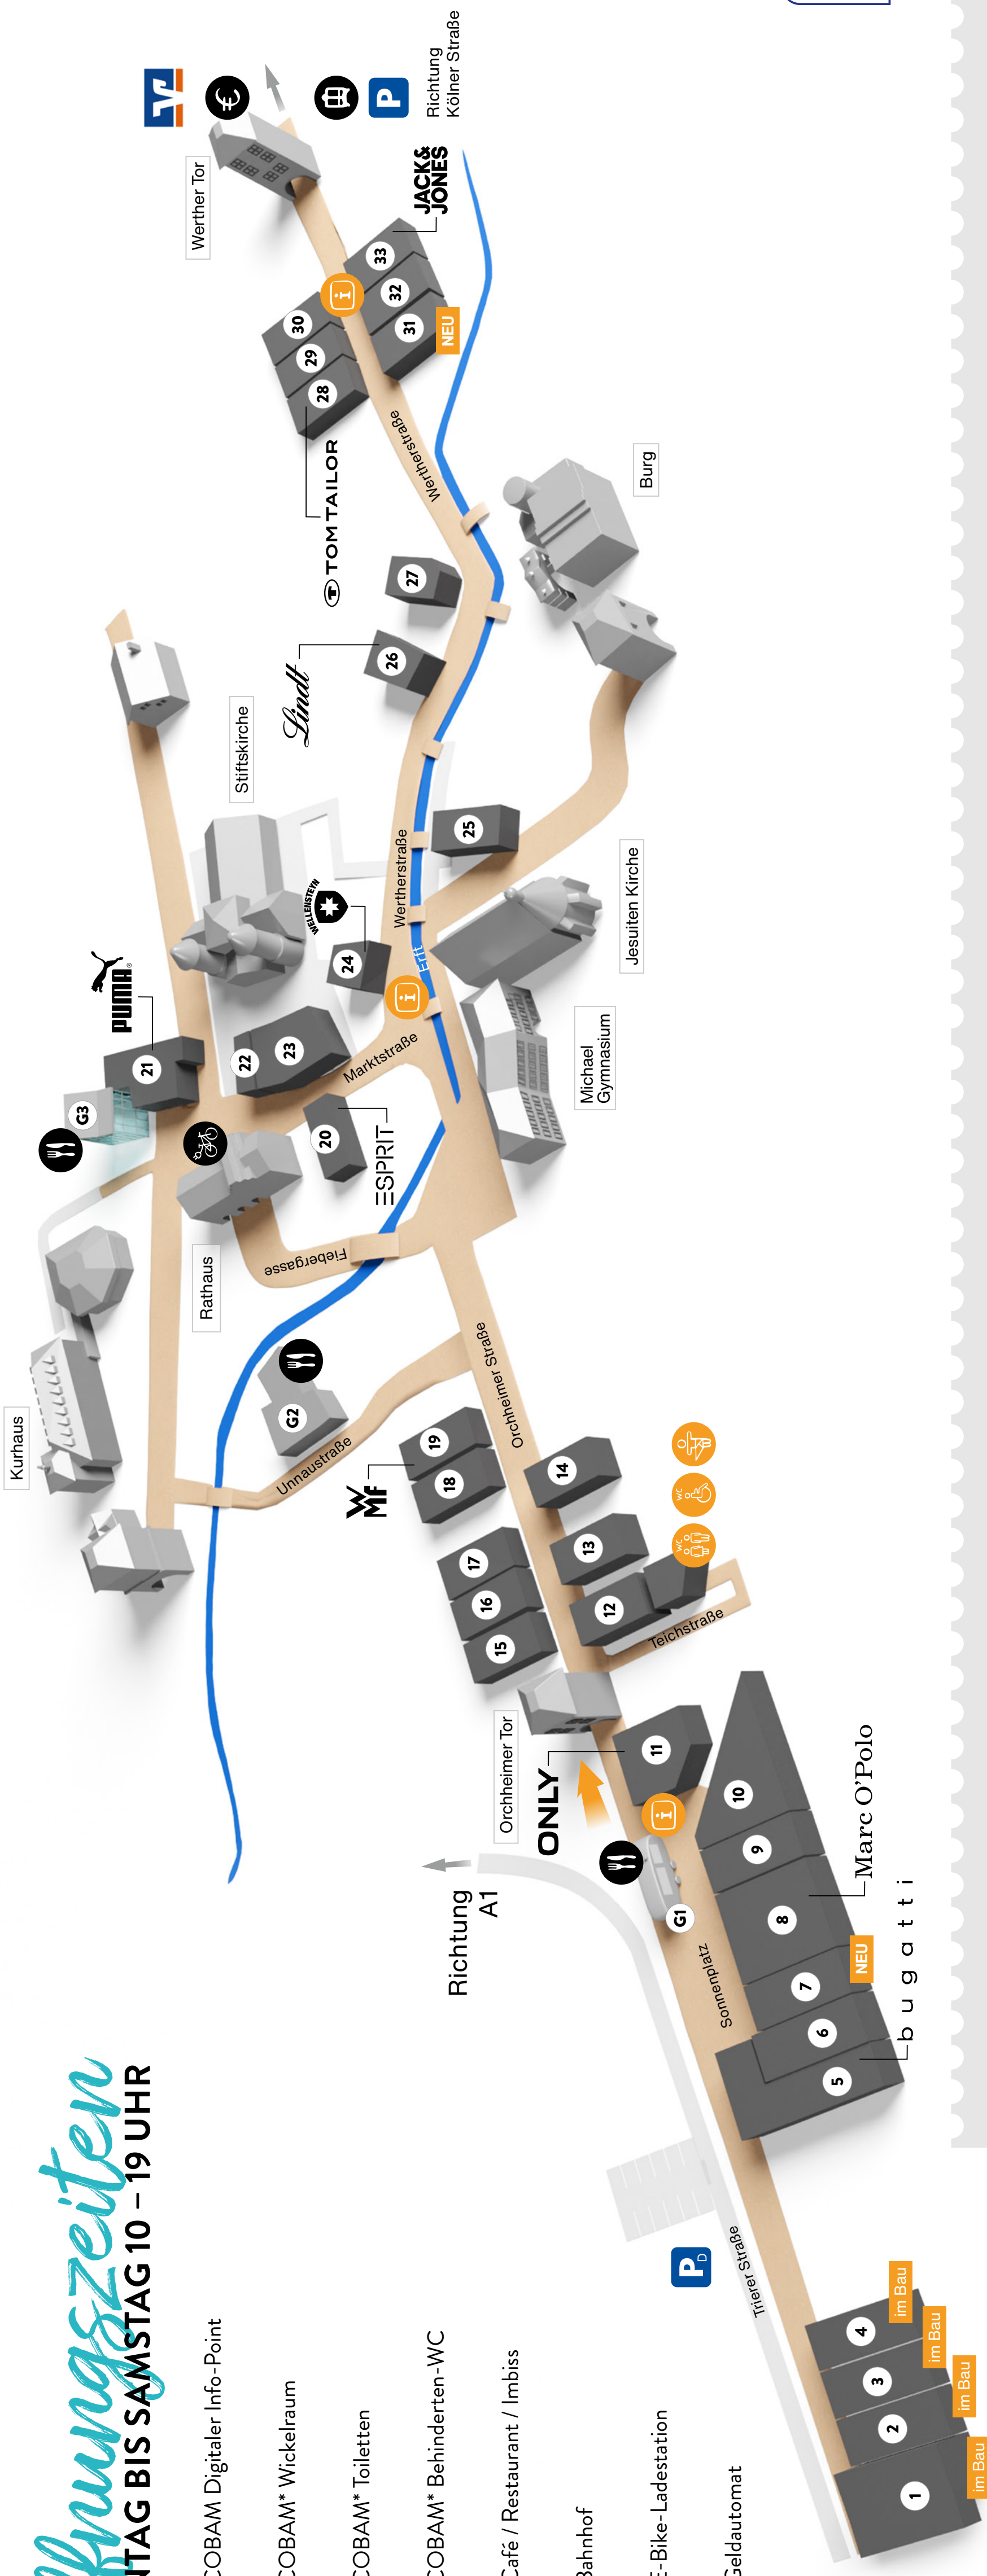 ffnungszeiten
NTAG BIS SAMSTAG 10 – 19 UHR
COBAM Digitaler Info-Point
COBAM* Wickelraum
COBAM* Toiletten
COBAM* Behinderten-WC
Café / Restaurant / Imbiss
Bahnhof
E-Bike-Ladestation
Geldautomat
Kurhaus
Rathaus
G3
PUMA
21
22
23
20
ESPRIT
Fiebergasse
Marktstraße
Stiftskirche
WELLENSTEYN
24
Wertherstraße
Erft
25
Lindt
26
27
TOM TAILOR
28
29
30
Wertherstraße
31
32
33
NEU
JACK&
JONES
Werther Tor
€
P
Richtung
Kölner Straße
Burg
Jesuiten Kirche
Michael
Gymnasium
G2
Unnaustraße
Orchheimer Straße
WMF
19
18
17
16
15
14
13
12
WC
WC
Teichstraße
Orchheimer Tor
ONLY
11
Richtung
A1
G1
Sonnenplatz
10
9
8
7
6
5
NEU
Marc O'Polo
bugatti
P
D
Trierer Straße
4
3
2
1
im Bau
im Bau
im Bau
im Bau